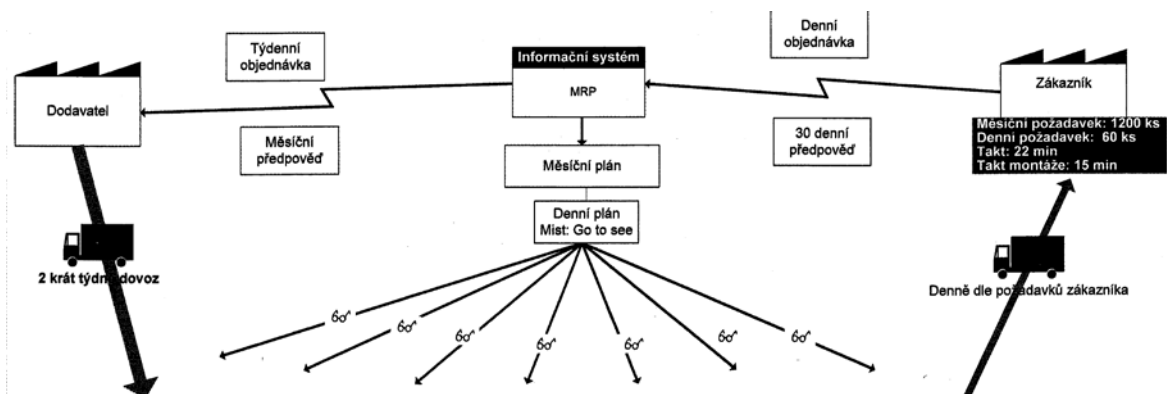 Týdenní
objednávka
Denní
objednávka
Informační systém
MRP
Dodavatel
Zákazník
Měsíční
předpověď
30 denní
předpověď
Měsíční požadavek: 1200 ks
Denní požadavek: 60 ks
Takt: 22 min
Takt montáže: 15 min
Měsíční plán
Denní plán
Mist: Go to see
2 krát týdně dovoz
Denně dle požadavků zákazníka